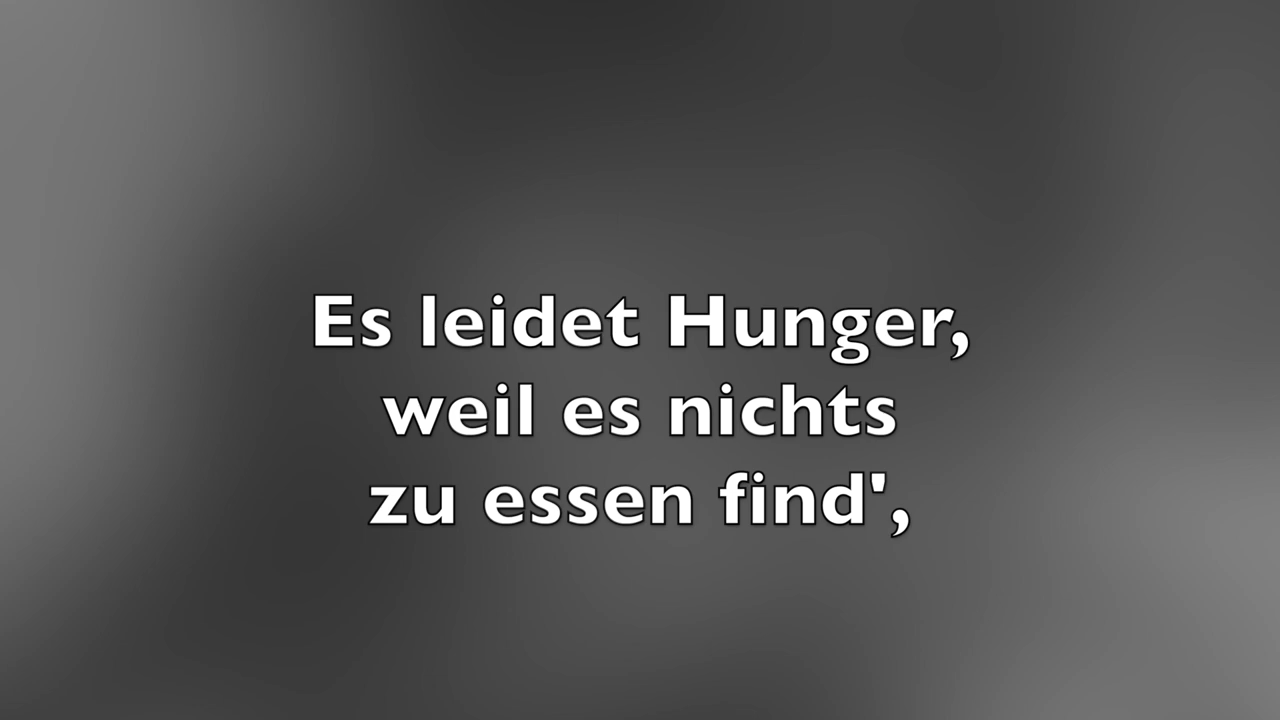 Es leidet Hunger,
weil es nichts
zu essen find',